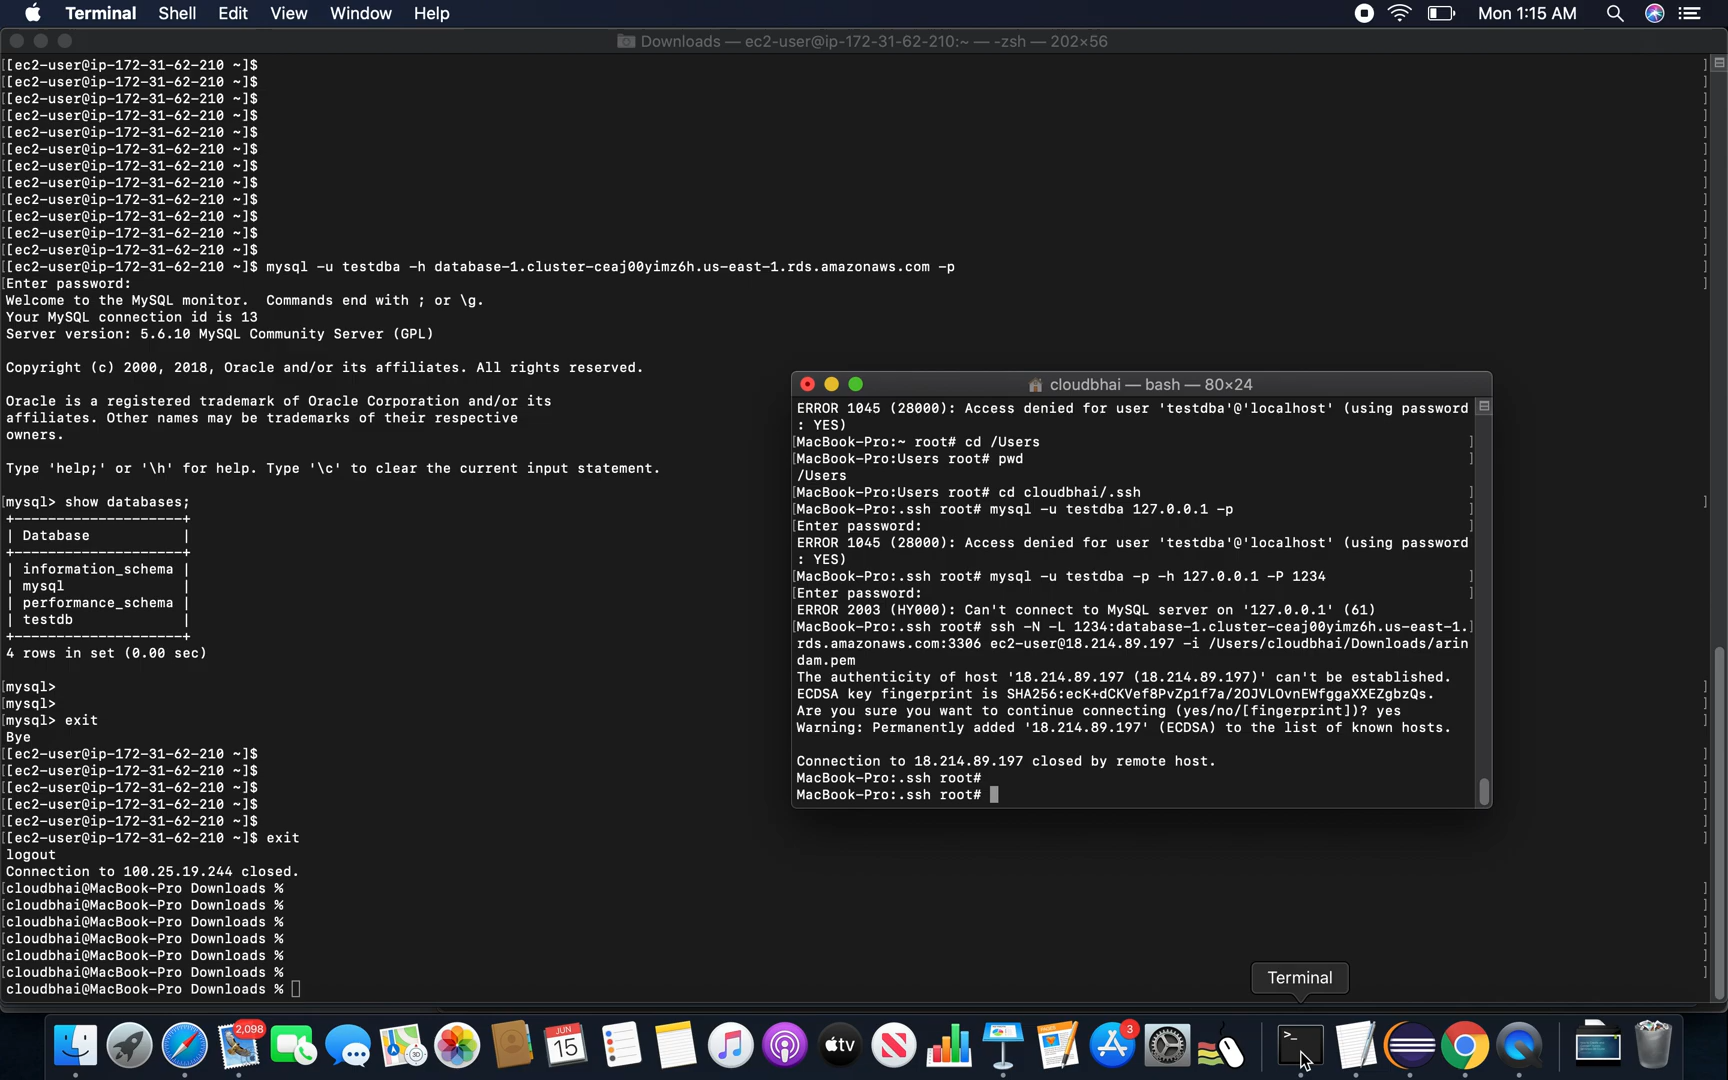 Terminal Shell Edit View Window Help Mon 1:15 AM
Downloads — ec2-user@ip-172-31-62-210:~ — -zsh — 202×56
[[ec2-user@ip-172-31-62-210 ~]$
[[ec2-user@ip-172-31-62-210 ~]$
[[ec2-user@ip-172-31-62-210 ~]$
[[ec2-user@ip-172-31-62-210 ~]$
[[ec2-user@ip-172-31-62-210 ~]$
[[ec2-user@ip-172-31-62-210 ~]$
[[ec2-user@ip-172-31-62-210 ~]$
[[ec2-user@ip-172-31-62-210 ~]$
[[ec2-user@ip-172-31-62-210 ~]$
[[ec2-user@ip-172-31-62-210 ~]$
[[ec2-user@ip-172-31-62-210 ~]$
[[ec2-user@ip-172-31-62-210 ~]$
[[ec2-user@ip-172-31-62-210 ~]$ mysql -u testdba -h database-1.cluster-ceaj00yimz6h.us-east-1.rds.amazonaws.com -p
[Enter password:
Welcome to the MySQL monitor.  Commands end with ; or \g.
Your MySQL connection id is 13
Server version: 5.6.10 MySQL Community Server (GPL)
Copyright (c) 2000, 2018, Oracle and/or its affiliates. All rights reserved.
Oracle is a registered trademark of Oracle Corporation and/or its
affiliates. Other names may be trademarks of their respective
owners.
Type 'help;' or '\h' for help. Type '\c' to clear the current input statement.
[mysql> show databases;
+--------------------+
| Database           |
+--------------------+
| information_schema |
| mysql              |
| performance_schema |
| testdb             |
+--------------------+
4 rows in set (0.00 sec)
[mysql>
[mysql>
[mysql> exit
Bye
[[ec2-user@ip-172-31-62-210 ~]$
[[ec2-user@ip-172-31-62-210 ~]$
[[ec2-user@ip-172-31-62-210 ~]$
[[ec2-user@ip-172-31-62-210 ~]$
[[ec2-user@ip-172-31-62-210 ~]$
[[ec2-user@ip-172-31-62-210 ~]$ exit
logout
Connection to 100.25.19.244 closed.
[cloudbhai@MacBook-Pro Downloads %
[cloudbhai@MacBook-Pro Downloads %
[cloudbhai@MacBook-Pro Downloads %
[cloudbhai@MacBook-Pro Downloads %
[cloudbhai@MacBook-Pro Downloads %
[cloudbhai@MacBook-Pro Downloads %
cloudbhai@MacBook-Pro Downloads %
cloudbhai — bash — 80×24
ERROR 1045 (28000): Access denied for user 'testdba'@'localhost' (using password
: YES)
[MacBook-Pro:~ root# cd /Users ]
[MacBook-Pro:Users root# pwd ]
/Users
[MacBook-Pro:Users root# cd cloudbhai/.ssh ]
[MacBook-Pro:.ssh root# mysql -u testdba 127.0.0.1 -p ]
[Enter password: ]
ERROR 1045 (28000): Access denied for user 'testdba'@'localhost' (using password
: YES)
[MacBook-Pro:.ssh root# mysql -u testdba -p -h 127.0.0.1 -P 1234 ]
[Enter password: ]
ERROR 2003 (HY000): Can't connect to MySQL server on '127.0.0.1' (61)
[MacBook-Pro:.ssh root# ssh -N -L 1234:database-1.cluster-ceaj00yimz6h.us-east-1.]
rds.amazonaws.com:3306 ec2-user@18.214.89.197 -i /Users/cloudbhai/Downloads/arin
dam.pem
The authenticity of host '18.214.89.197 (18.214.89.197)' can't be established.
ECDSA key fingerprint is SHA256:ecK+dCKVef8PvZp1f7a/2OJVLOvnEWfggaXXEZgbzQs.
Are you sure you want to continue connecting (yes/no/[fingerprint])? yes
Warning: Permanently added '18.214.89.197' (ECDSA) to the list of known hosts.
Connection to 18.214.89.197 closed by remote host.
MacBook-Pro:.ssh root#
MacBook-Pro:.ssh root#
Terminal
2,098
3D
JUN
15
tv
3
>_